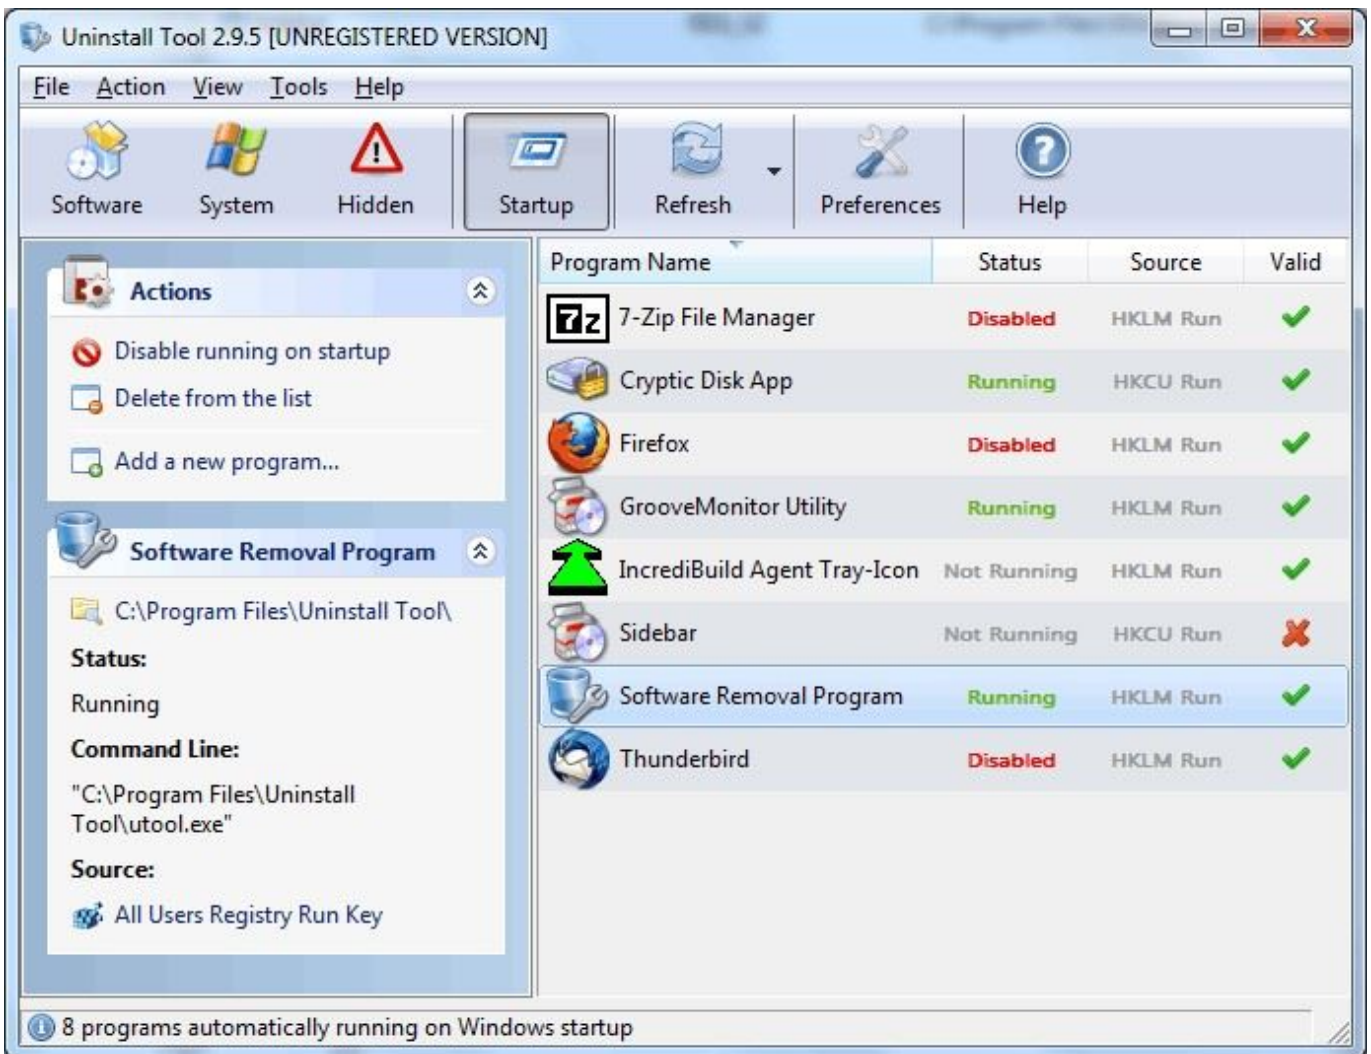 Uninstall Tool 2.9.5 [UNREGISTERED VERSION]
File Action View Tools Help
Software System Hidden Startup Refresh Preferences Help
Actions
Disable running on startup
Delete from the list
Add a new program...
Software Removal Program
C:\Program Files\Uninstall Tool\
Status:
Running
Command Line:
"C:\Program Files\Uninstall
Tool\utool.exe"
Source:
All Users Registry Run Key
Program Name Status Source Valid
7z 7-Zip File Manager Disabled HKLM Run
Cryptic Disk App Running HKCU Run
Firefox Disabled HKLM Run
GrooveMonitor Utility Running HKLM Run
IncrediBuild Agent Tray-Icon Not Running HKLM Run
Sidebar Not Running HKCU Run
Software Removal Program Running HKLM Run
Thunderbird Disabled HKLM Run
8 programs automatically running on Windows startup